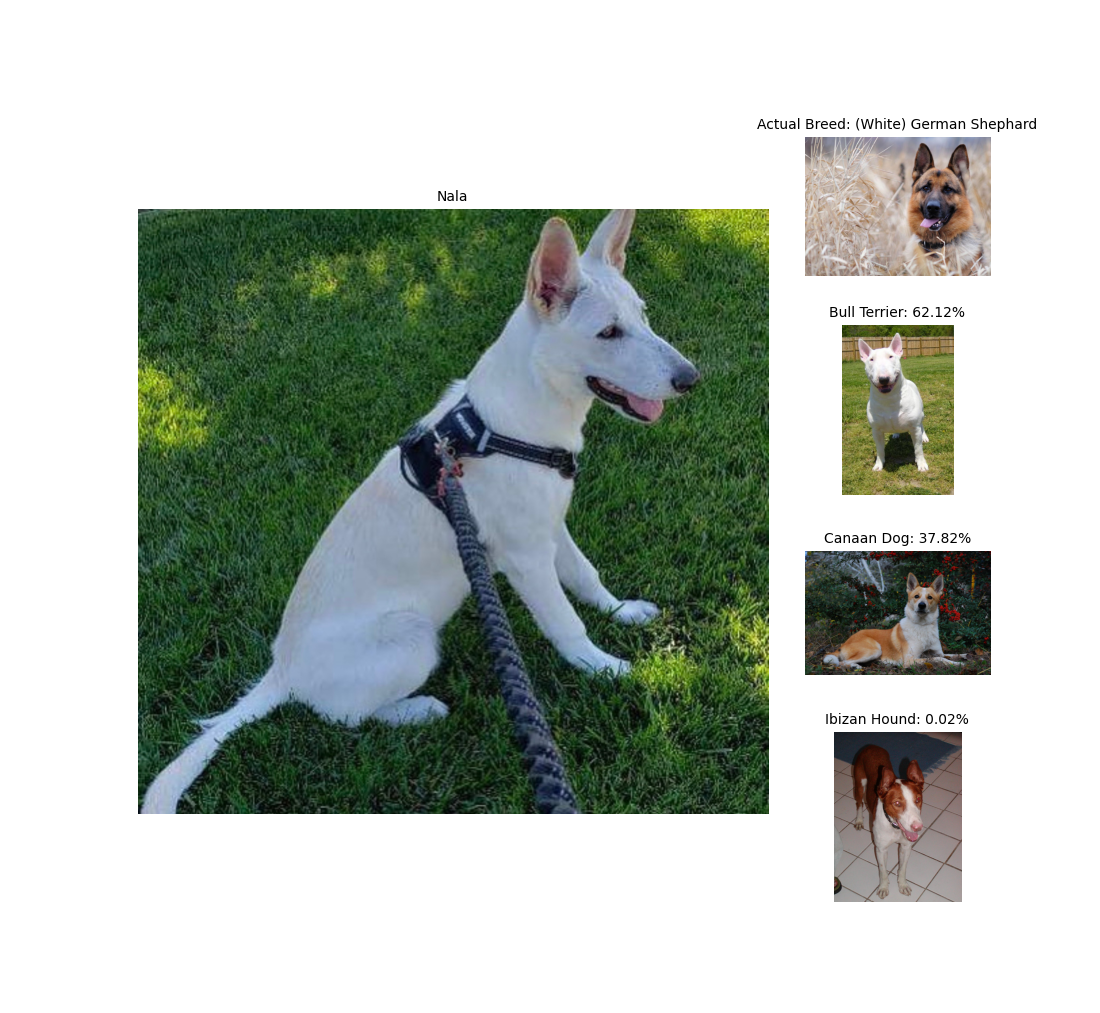 Nala
Actual Breed: (White) German Shephard
Bull Terrier: 62.12%
Canaan Dog: 37.82%
Ibizan Hound: 0.02%